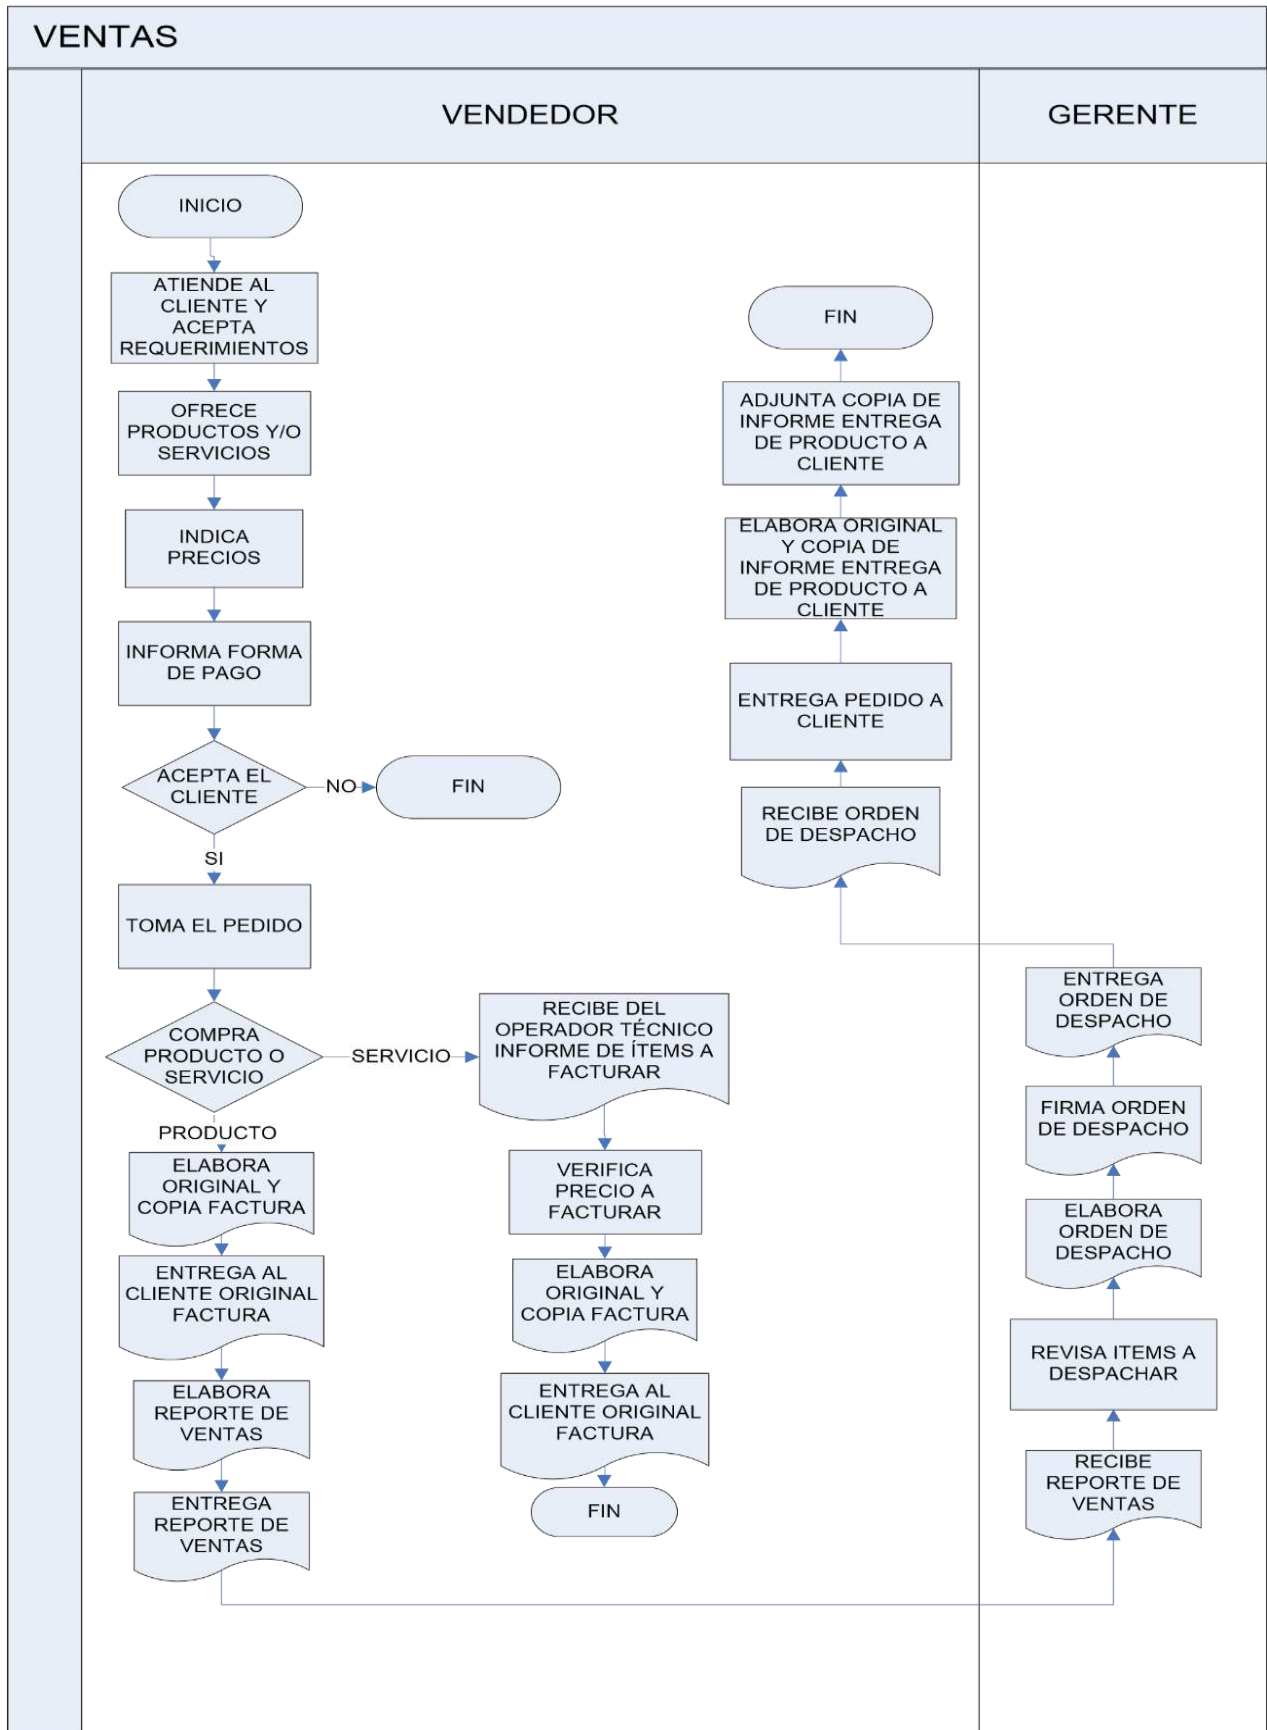 VENTAS
VENDEDOR
GERENTE
INICIO
ATIENDE AL
CLIENTE Y
ACEPTA
REQUERIMIENTOS
OFRECE
PRODUCTOS Y/O
SERVICIOS
INDICA
PRECIOS
INFORMA FORMA
DE PAGO
ACEPTA EL
CLIENTE
NO
FIN
SI
TOMA EL PEDIDO
COMPRA
PRODUCTO O
SERVICIO
SERVICIO
PRODUCTO
ELABORA
ORIGINAL Y
COPIA FACTURA
ENTREGA AL
CLIENTE ORIGINAL
FACTURA
ELABORA
REPORTE DE
VENTAS
ENTREGA
REPORTE DE
VENTAS
RECIBE DEL
OPERADOR TÉCNICO
INFORME DE ÍTEMS A
FACTURAR
VERIFICA
PRECIO A
FACTURAR
ELABORA
ORIGINAL Y
COPIA FACTURA
ENTREGA AL
CLIENTE ORIGINAL
FACTURA
FIN
FIN
ADJUNTA COPIA DE
INFORME ENTREGA
DE PRODUCTO A
CLIENTE
ELABORA ORIGINAL
Y COPIA DE
INFORME ENTREGA
DE PRODUCTO A
CLIENTE
ENTREGA PEDIDO A
CLIENTE
RECIBE ORDEN
DE DESPACHO
ENTREGA
ORDEN DE
DESPACHO
FIRMA ORDEN
DE DESPACHO
ELABORA
ORDEN DE
DESPACHO
REVISA ITEMS A
DESPACHAR
RECIBE
REPORTE DE
VENTAS